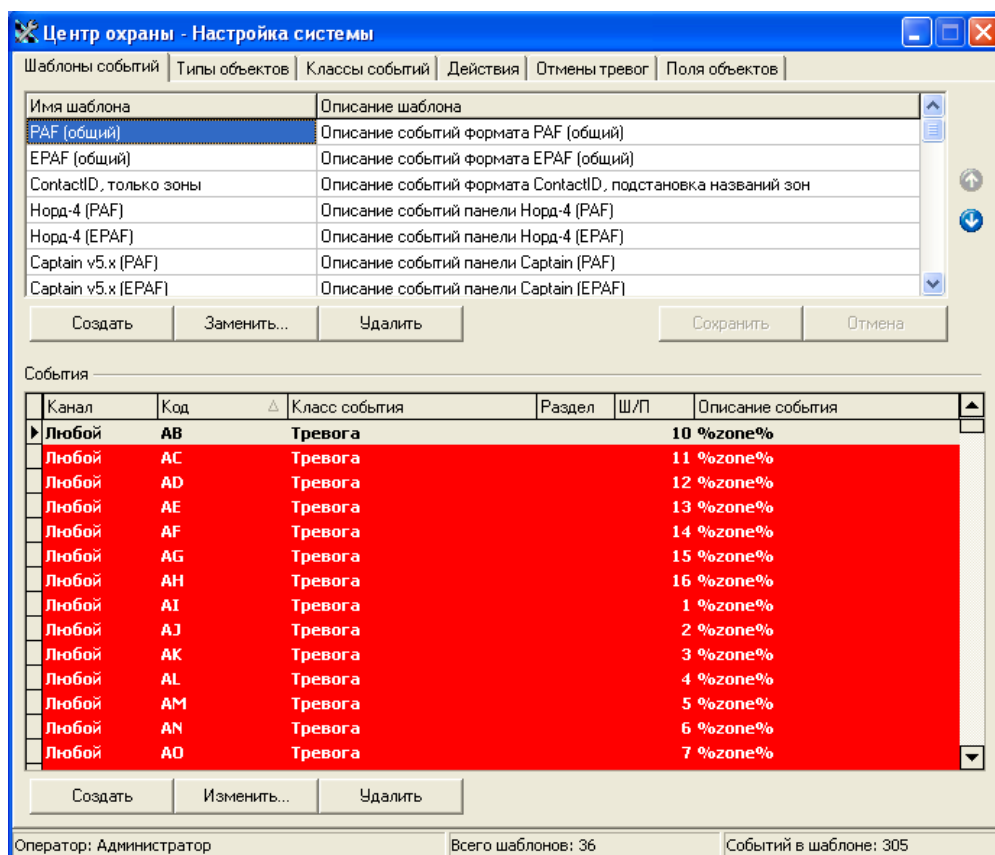 Центр охраны - Настройка системы
Шаблоны событий Типы объектов Классы событий Действия Отмены тревог Поля объектов
Имя шаблона Описание шаблона
PAF (общий) Описание событий формата PAF (общий)
EPAF (общий) Описание событий формата EPAF (общий)
ContactID, только зоны Описание событий формата ContactID, подстановка названий зон
Норд-4 (PAF) Описание событий панели Норд-4 (PAF)
Норд-4 (EPAF) Описание событий панели Норд-4 (EPAF)
Captain v5.x (PAF) Описание событий панели Captain (PAF)
Captain v5.x (EPAF) Описание событий панели Captain (EPAF)
Создать Заменить... Удалить Сохранить Отмена
События
Канал Код Класс события Раздел Ш/П Описание события
Любой AB Тревога 10 %zone%
Любой AC Тревога 11 %zone%
Любой AD Тревога 12 %zone%
Любой AE Тревога 13 %zone%
Любой AF Тревога 14 %zone%
Любой AG Тревога 15 %zone%
Любой AH Тревога 16 %zone%
Любой AI Тревога 1 %zone%
Любой AJ Тревога 2 %zone%
Любой AK Тревога 3 %zone%
Любой AL Тревога 4 %zone%
Любой AM Тревога 5 %zone%
Любой AN Тревога 6 %zone%
Любой AO Тревога 7 %zone%
Создать Изменить... Удалить
Оператор: Администратор Всего шаблонов: 36 Событий в шаблоне: 305